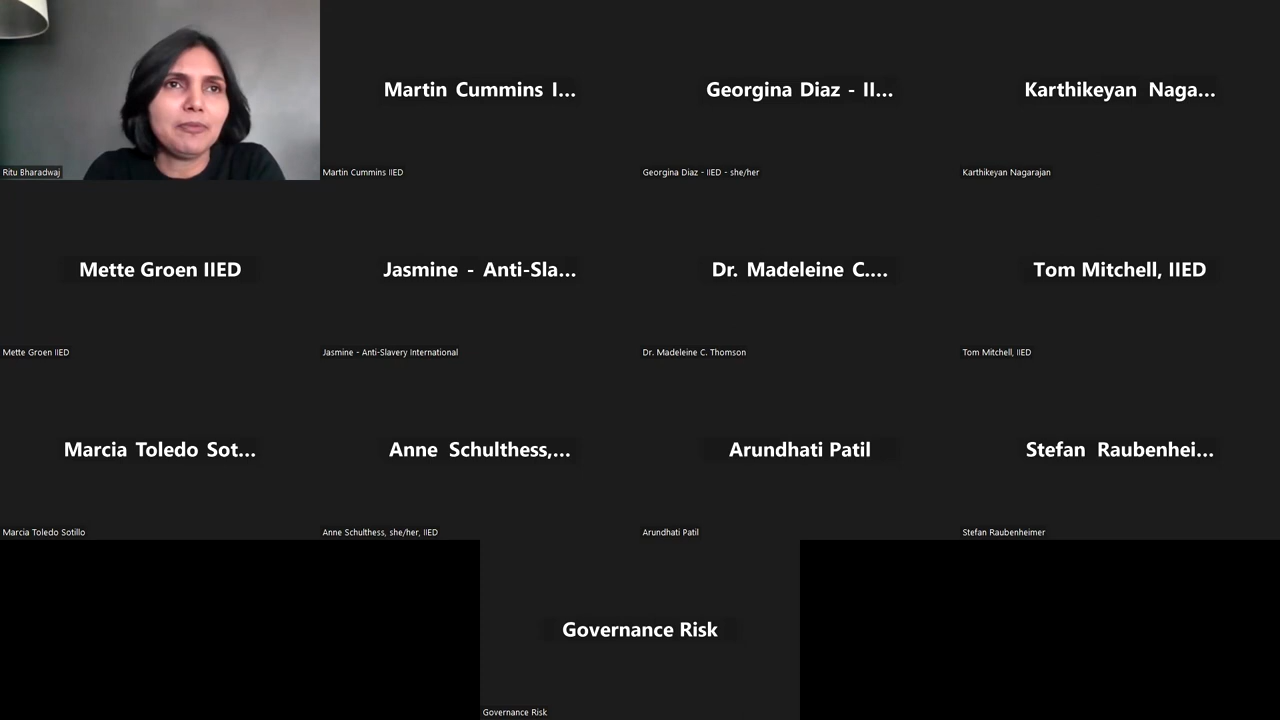 Martin Cummins I...
Georgina Diaz - II...
Karthikeyan Naga...
Ritu Bharadwaj
Martin Cummins IIED
Georgina Diaz - IIED - she/her
Karthikeyan Nagarajan
Mette Groen IIED
Jasmine - Anti-Sla...
Dr. Madeleine C....
Tom Mitchell, IIED
Mette Groen IIED
Jasmine - Anti-Slavery International
Dr. Madeleine C. Thomson
Tom Mitchell, IIED
Marcia Toledo Sot...
Anne Schulthess,...
Arundhati Patil
Stefan Raubenhei...
Marcia Toledo Sotillo
Anne Schulthess, she/her, IIED
Arundhati Patil
Stefan Raubenheimer
Governance Risk
Governance Risk